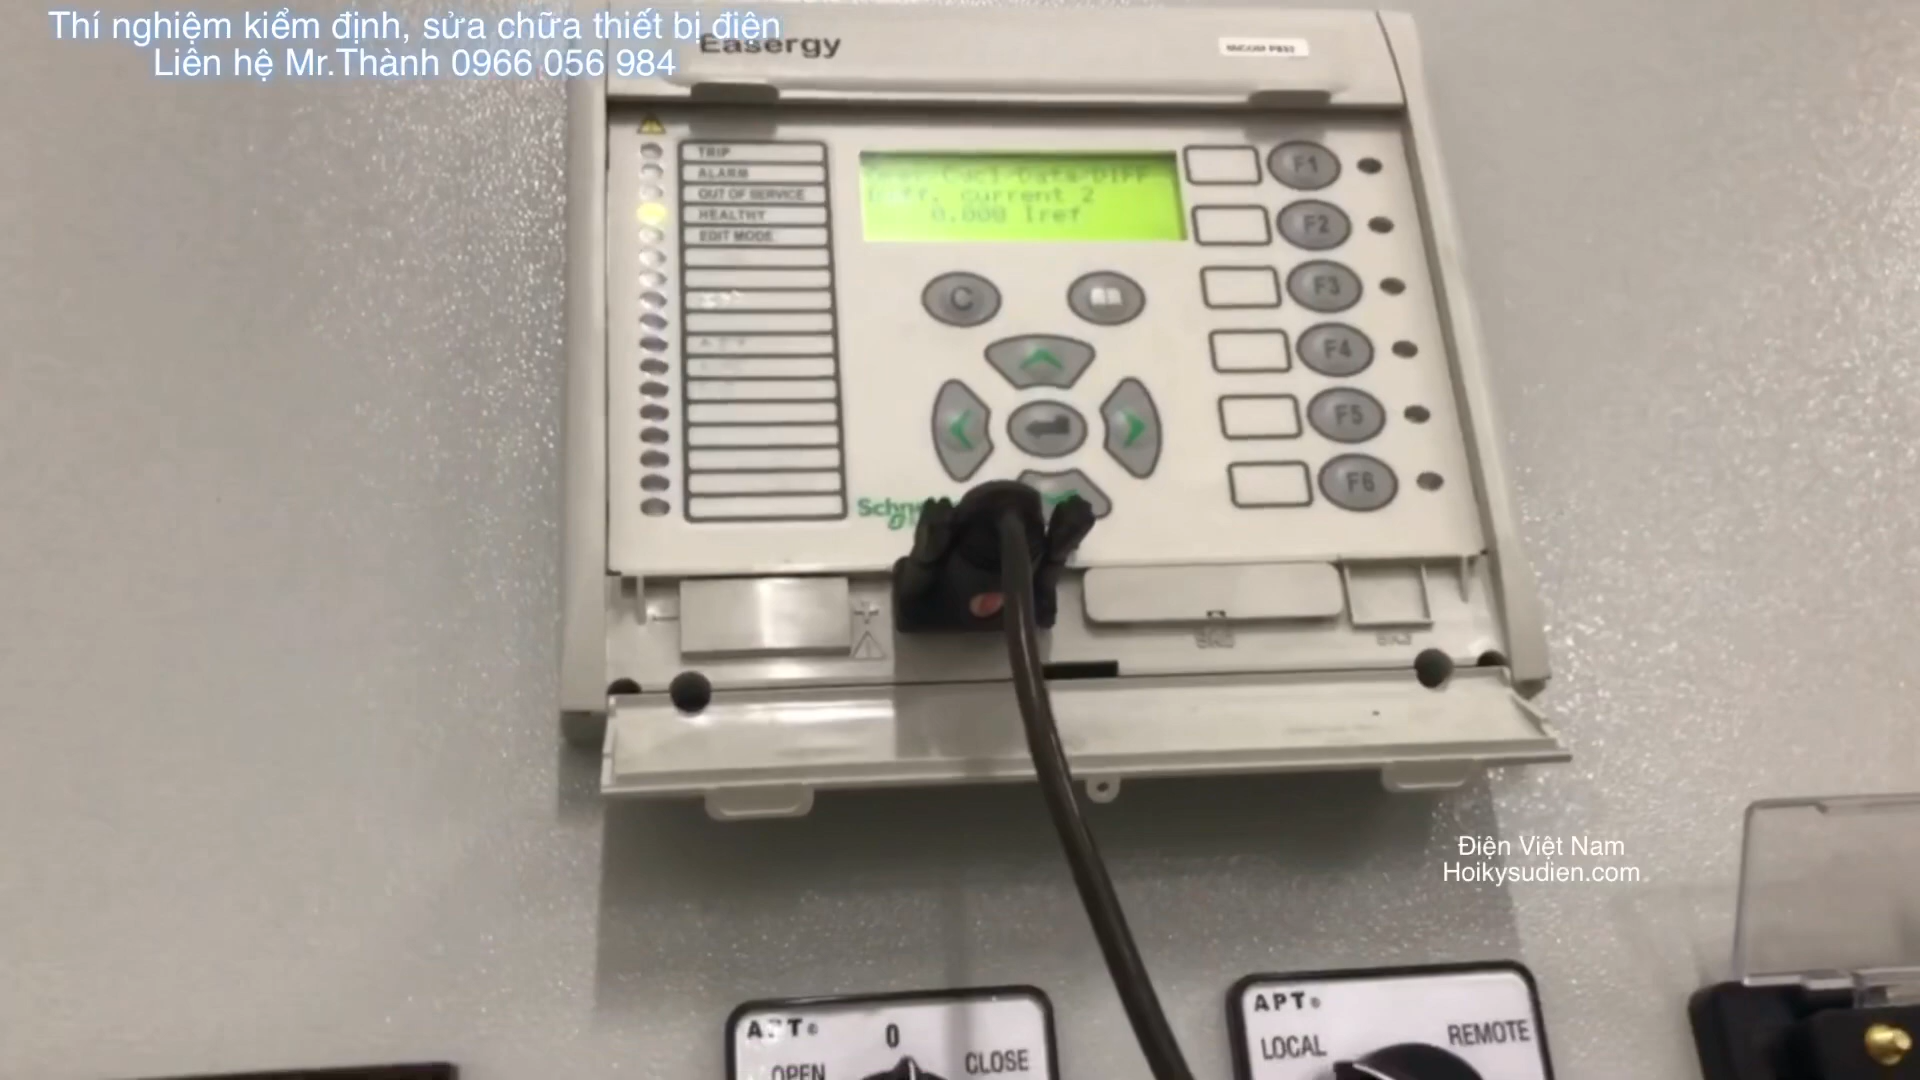 Thí nghiệm kiểm định, sửa chữa thiết bị điện
Liên hệ Mr.Thành 0966 056 984
Easergy
MiCOM P632
TRIP
ALARM
OUT OF SERVICE
HEALTHY
EDIT MODE
Diff. current 2
0.000 Iref
F1
F2
F3
F4
F5
F6
C
Điện Việt Nam
Hoikysudien.com
APT
0
OPEN
CLOSE
APT
LOCAL
REMOTE